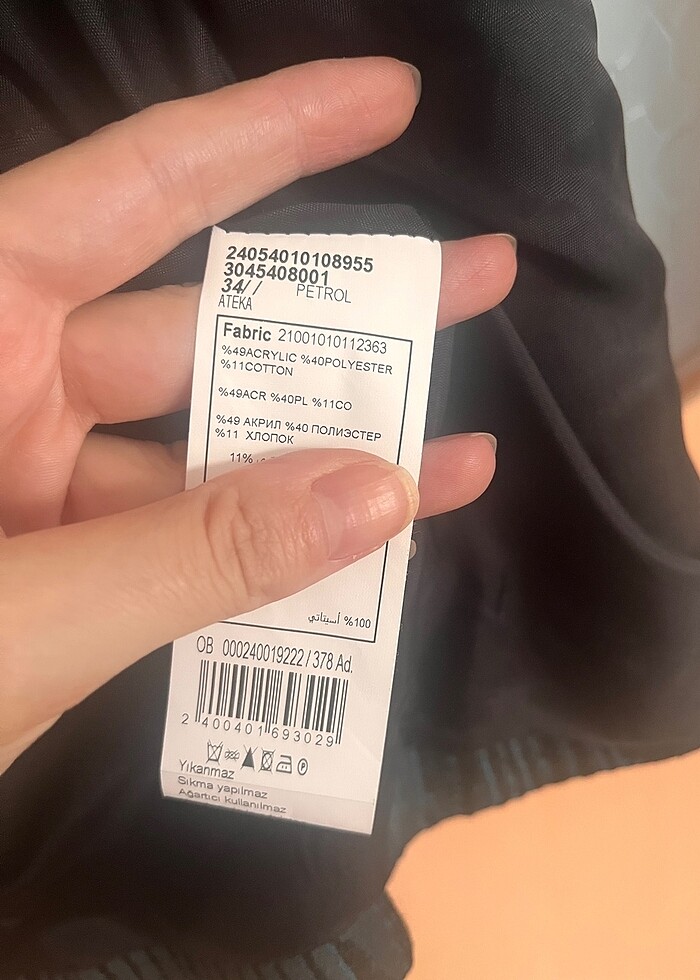 24054010108955
3045408001
34//
PETROL
ATEKA
Fabric 21001010112363
%49ACRYLIC %40POLYESTER
%11COTTON
%49ACR %40PL %11CO
%49 АКРИЛ %40 ПОЛИЭСТЕР
%11 ХЛОПОК
11%
%100 أسيتاتي
OB 000240019222 / 378 Ad.
2 400401 693029
Yıkanmaz
Sıkma yapılmaz
Ağartıcı kullanılmaz